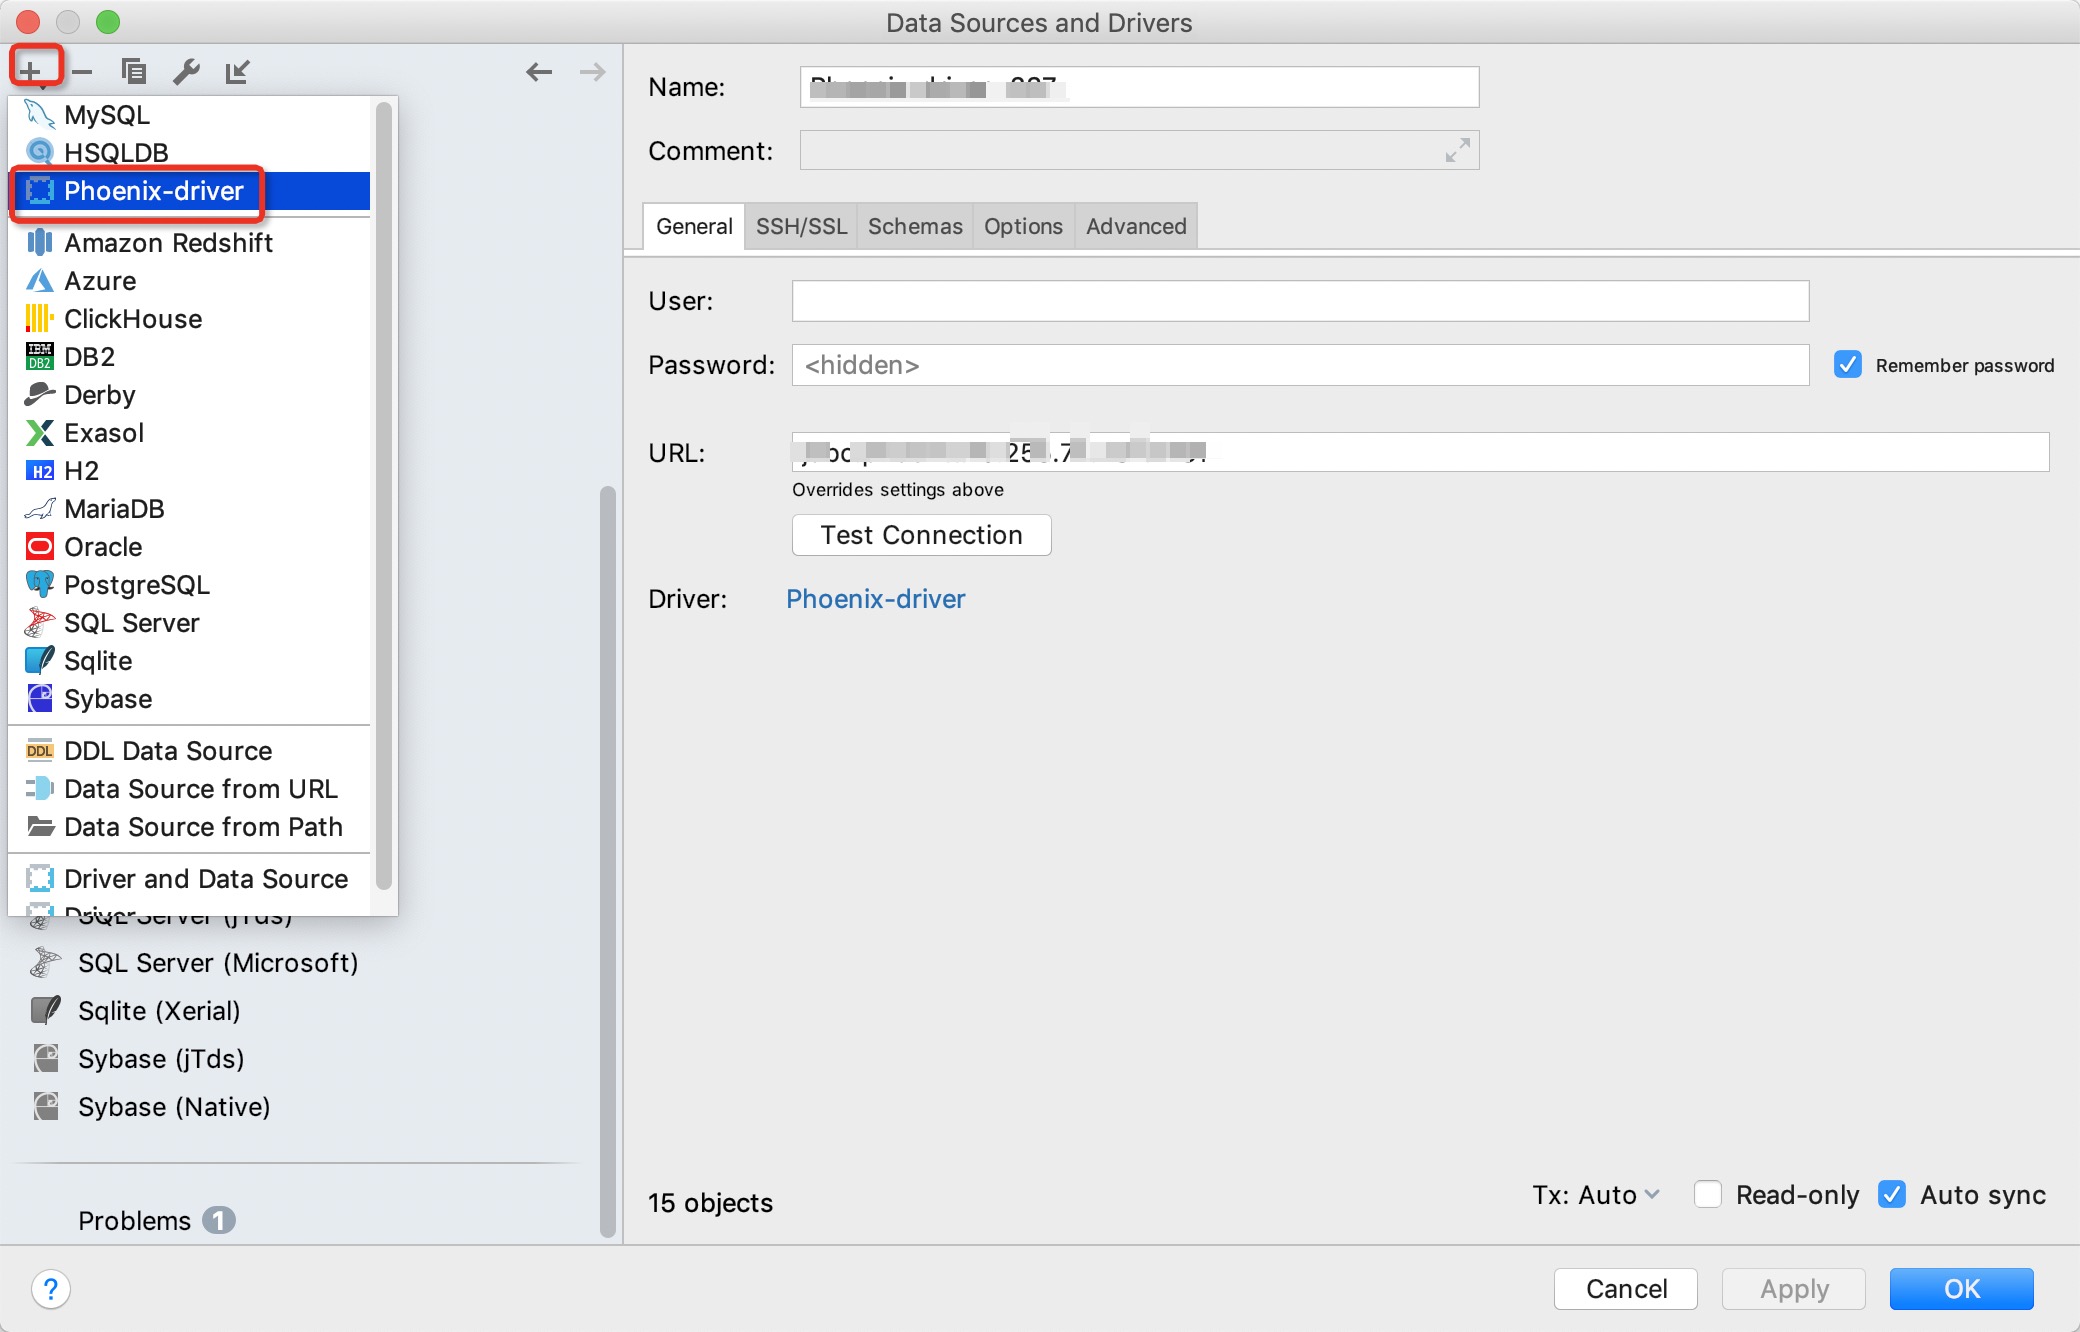 Data Sources and Drivers
MySQL
HSQLDB
Phoenix-driver
Amazon Redshift
Azure
ClickHouse
IBM
DB2
DB2
Derby
Exasol
H2
H2
MariaDB
Oracle
PostgreSQL
SQL Server
Sqlite
Sybase
DDL
DDL Data Source
Data Source from URL
Data Source from Path
Driver and Data Source
Driver
SQL Server (jTds)
SQL Server (Microsoft)
Sqlite (Xerial)
Sybase (jTds)
Sybase (Native)
Problems 1
Name:
Comment:
General SSH/SSL Schemas Options Advanced
User:
Password: <hidden> Remember password
URL:
Overrides settings above
Test Connection
Driver: Phoenix-driver
15 objects Tx: Auto Read-only Auto sync
? Cancel Apply OK